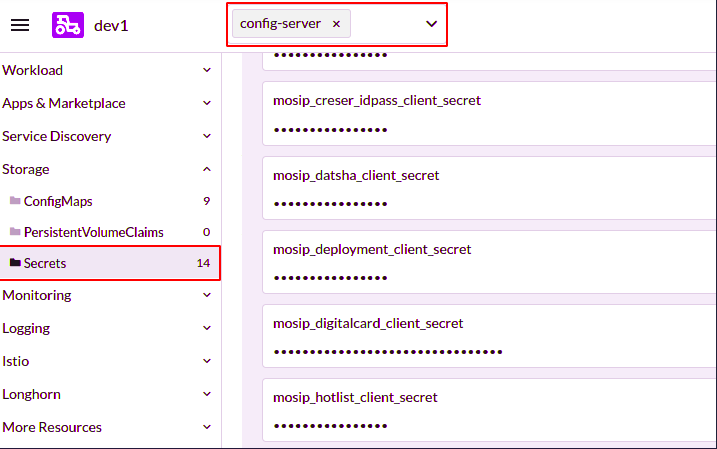 dev1
config-server ×
Workload
Apps & Marketplace
Service Discovery
Storage
ConfigMaps 9
PersistentVolumeClaims 0
Secrets 14
Monitoring
Logging
Istio
Longhorn
More Resources
••••••••••••••••
mosip_creser_idpass_client_secret
••••••••••••••••
mosip_datsha_client_secret
••••••••••••••••
mosip_deployment_client_secret
••••••••••••••••
mosip_digitalcard_client_secret
••••••••••••••••••••••••••••••••
mosip_hotlist_client_secret
••••••••••••••••